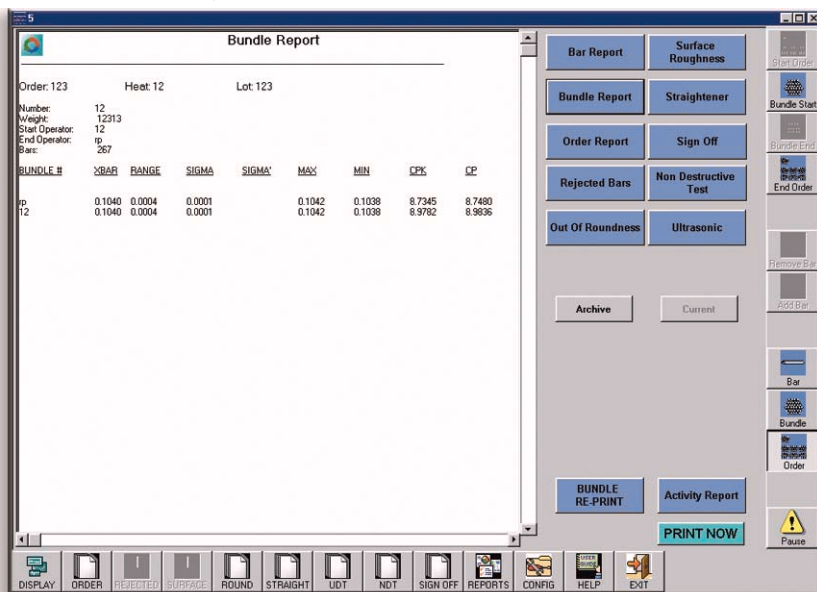 5
Bundle Report
Order: 123 Heat: 12 Lot: 123
Number: 12
Weight: 12313
Start Operator: 12
End Operator: rp
Bars: 267
BUNDLE # XBAR RANGE SIGMA SIGMA' MAX MIN CPK CP
rp 0.1040 0.0004 0.0001 0.1042 0.1038 8.7345 8.7480
12 0.1040 0.0004 0.0001 0.1042 0.1038 8.9782 8.9836
Bar Report
Surface Roughness
Bundle Report
Straightener
Order Report
Sign Off
Rejected Bars
Non Destructive Test
Out Of Roundness
Ultrasonic
Archive
Current
BUNDLE RE-PRINT
Activity Report
PRINT NOW
Start Order
Bundle Start
Bundle End
End Order
Remove Bar
Add Bar
Bar
Bundle
Order
Pause
DISPLAY ORDER REJECTED SURFACE ROUND STRAIGHT UDT NDT SIGN OFF REPORTS CONFIG USER GUIDE HELP EXIT